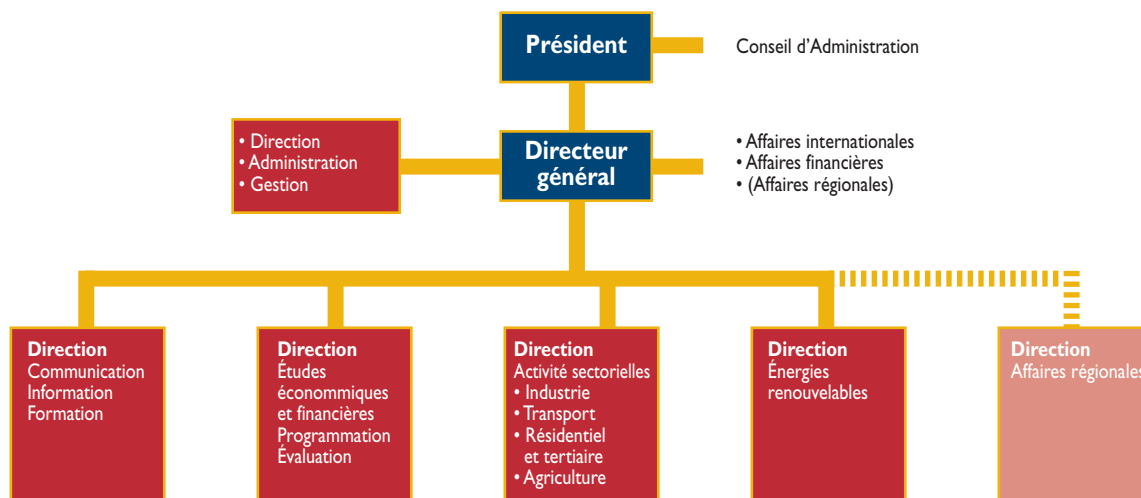 Président
Conseil d’Administration
• Direction
• Administration
• Gestion
Directeur
général
• Affaires internationales
• Affaires financières
• (Affaires régionales)
Direction
Communication
Information
Formation
Direction
Études
économiques
et financières
Programmation
Évaluation
Direction
Activité sectorielles
• Industrie
• Transport
• Résidentiel
et tertiaire
• Agriculture
Direction
Énergies
renouvelables
Direction
Affaires régionales